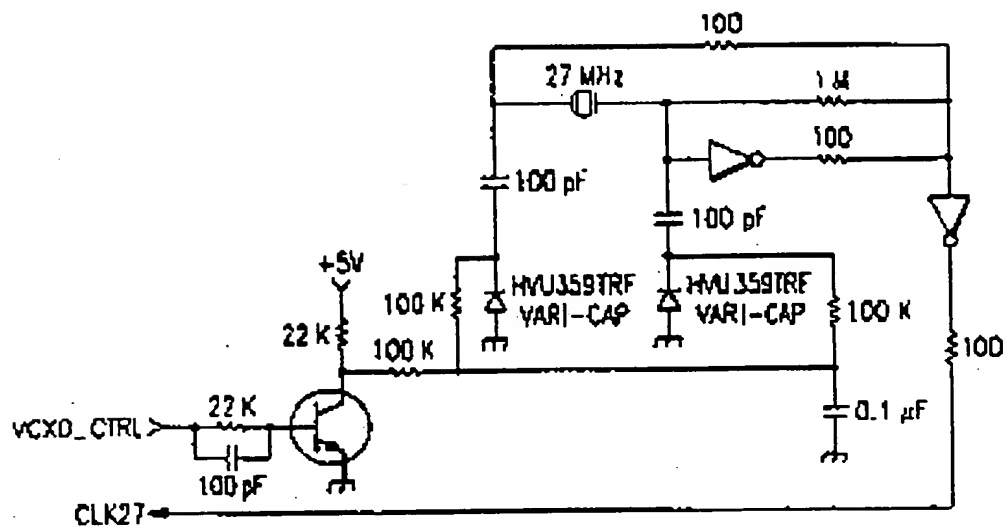 100
27 MHz
1 M
100
100 pF
100 pF
+5V
HVU359TRF
VARI-CAP
HVU359TRF
VARI-CAP
100 K
100 K
22 K
100 K
100
22 K
0.1 µF
VCXO_CTRL
100 pF
CLK27